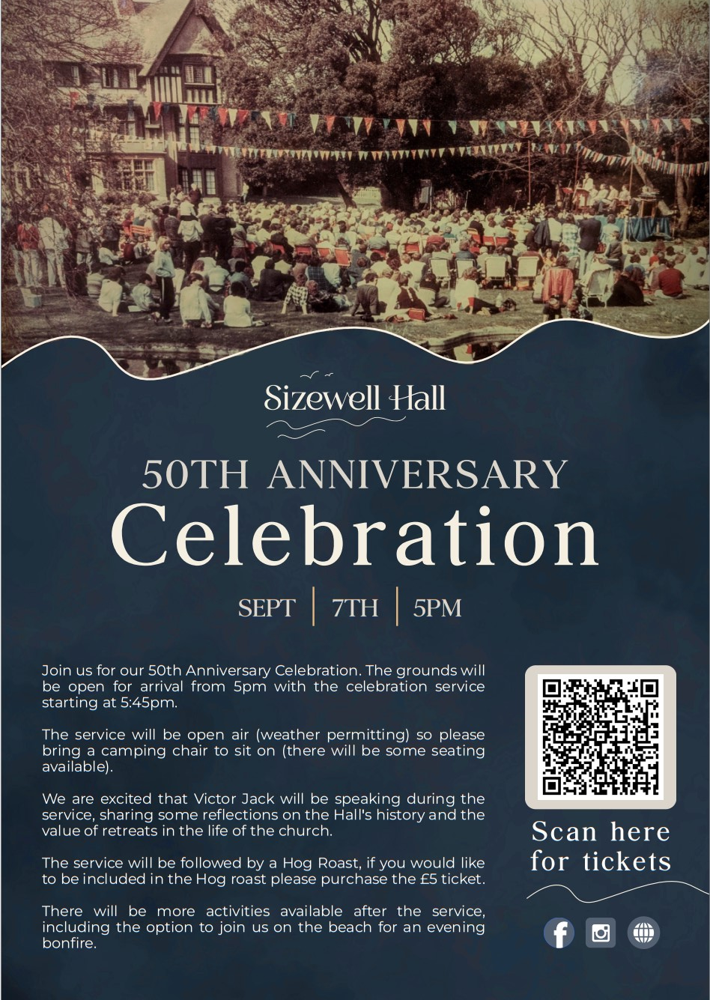 Sizewell Hall
50TH ANNIVERSARY
Celebration
SEPT | 7TH | 5PM
Join us for our 50th Anniversary Celebration. The grounds will
be open for arrival from 5pm with the celebration service
starting at 5:45pm.
The service will be open air (weather permitting) so please
bring a camping chair to sit on (there will be some seating
available).
We are excited that Victor Jack will be speaking during the
service, sharing some reflections on the Hall's history and the
value of retreats in the life of the church.
The service will be followed by a Hog Roast, if you would like
to be included in the Hog roast please purchase the £5 ticket.
There will be more activities available after the service,
including the option to join us on the beach for an evening
bonfire.
Scan here
for tickets